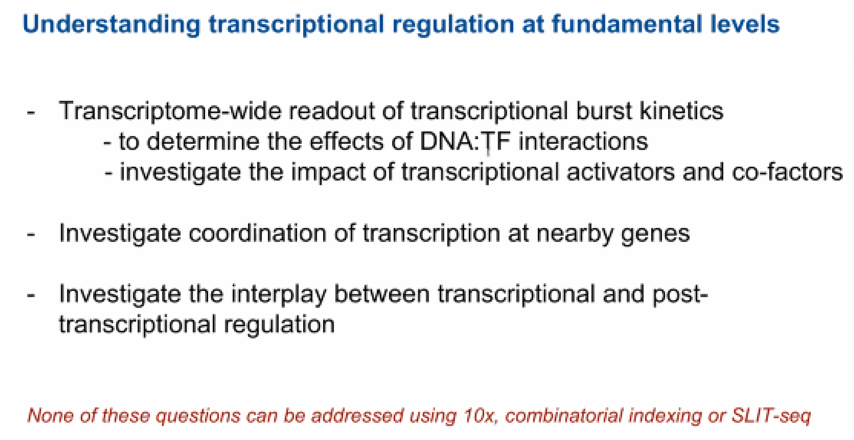 Understanding transcriptional regulation at fundamental levels
- Transcriptome-wide readout of transcriptional burst kinetics
- to determine the effects of DNA:TF interactions
- investigate the impact of transcriptional activators and co-factors
- Investigate coordination of transcription at nearby genes
- Investigate the interplay between transcriptional and post-
transcriptional regulation
None of these questions can be addressed using 10x, combinatorial indexing or SLIT-seq